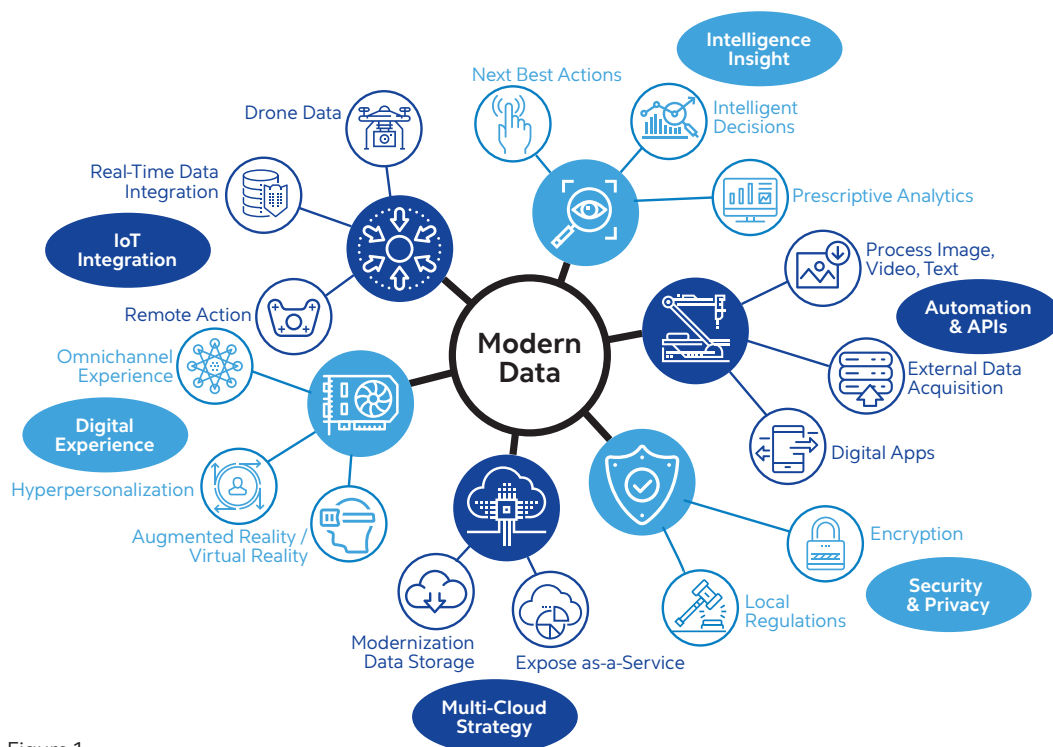 Intelligence
Insight
Next Best Actions
Intelligent
Decisions
Drone Data
Real-Time Data
Integration
Prescriptive Analytics
IoT
Integration
Process Image,
Video, Text
Automation
& APIs
Remote Action
Modern
Data
Omnichannel
Experience
External Data
Acquisition
Digital
Experience
Digital Apps
Hyperpersonalization
Augmented Reality /
Virtual Reality
Encryption
Security
& Privacy
Local
Regulations
Modernization
Data Storage
Expose as-a-Service
Multi-Cloud
Strategy
Figure 1